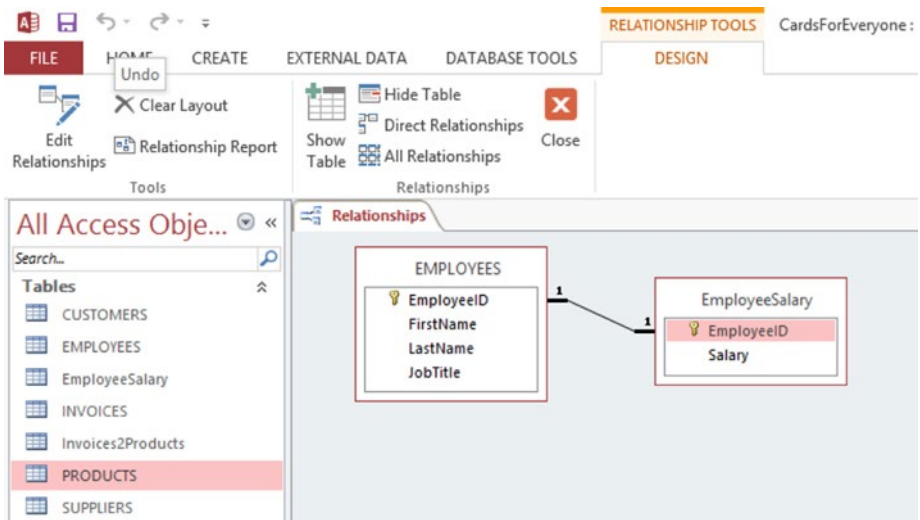 RELATIONSHIP TOOLS
CardsForEveryone :
FILE
HOME
CREATE
EXTERNAL DATA
DATABASE TOOLS
DESIGN
Undo
Edit
Relationships
Clear Layout
Relationship Report
Tools
Show
Table
Hide Table
Direct Relationships
All Relationships
Close
Relationships
All Access Obje...
«
Search...
Tables
CUSTOMERS
EMPLOYEES
EmployeeSalary
INVOICES
Invoices2Products
PRODUCTS
SUPPLIERS
Relationships
EMPLOYEES
EmployeeID
FirstName
LastName
JobTitle
1
1
EmployeeSalary
EmployeeID
Salary